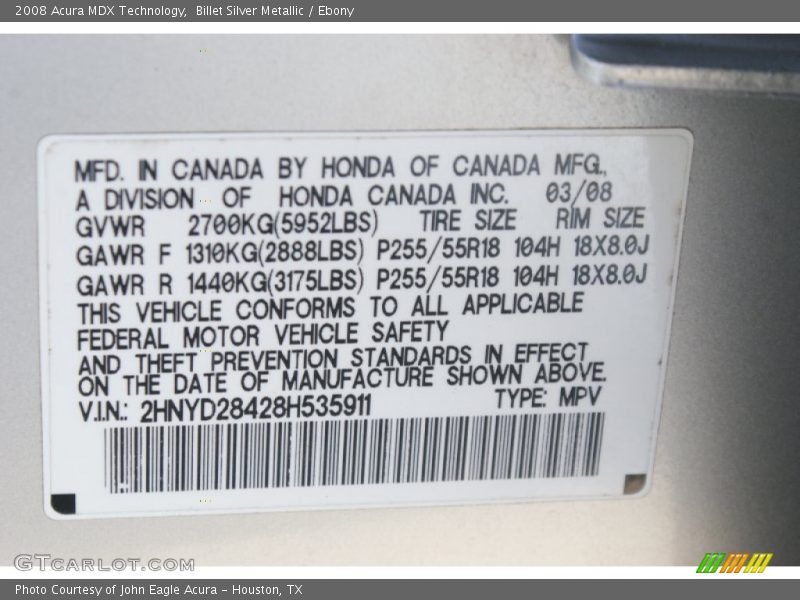 2008 Acura MDX Technology,  Billet Silver Metallic / Ebony
MFD. IN CANADA BY HONDA OF CANADA MFG.,
A DIVISION OF HONDA CANADA INC. 03/08
GVWR 2700KG(5952LBS) TIRE SIZE RIM SIZE
GAWR F 1310KG(2888LBS) P255/55R18 104H 18X8.0J
GAWR R 1440KG(3175LBS) P255/55R18 104H 18X8.0J
THIS VEHICLE CONFORMS TO ALL APPLICABLE
FEDERAL MOTOR VEHICLE SAFETY
AND THEFT PREVENTION STANDARDS IN EFFECT
ON THE DATE OF MANUFACTURE SHOWN ABOVE.
V.I.N.: 2HNYD28428H535911 TYPE: MPV
GTCARLOT.COM
Photo Courtesy of John Eagle Acura - Houston, TX